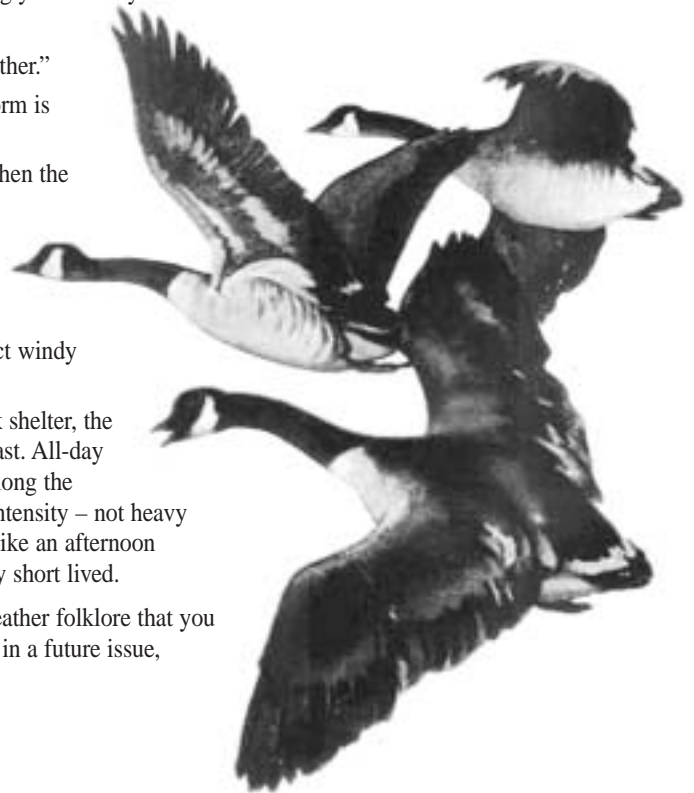 ther.”
orm is
hen the
ct windy
shelter, the
ast. All-day
ong the
ntensity – not heavy
ike an afternoon
y short lived.
eather folklore that you
in a future issue,